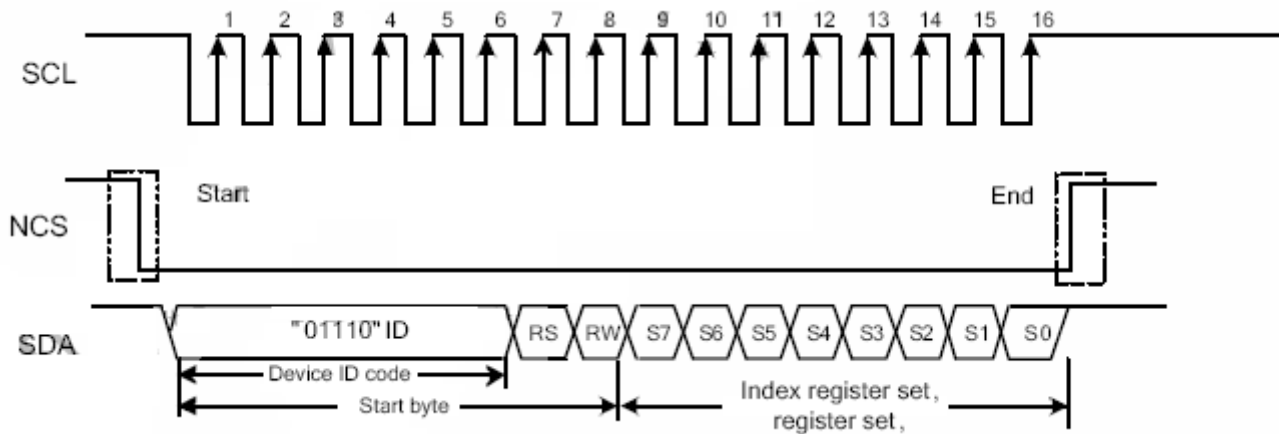 1 2 3 4 5 6 7 8 9 10 11 12 13 14 15 16
SCL
Start
End
NCS
"01110" ID
RS
RW
S7
S6
S5
S4
S3
S2
S1
S0
SDA
Device ID code
Start byte
Index register set,
register set,